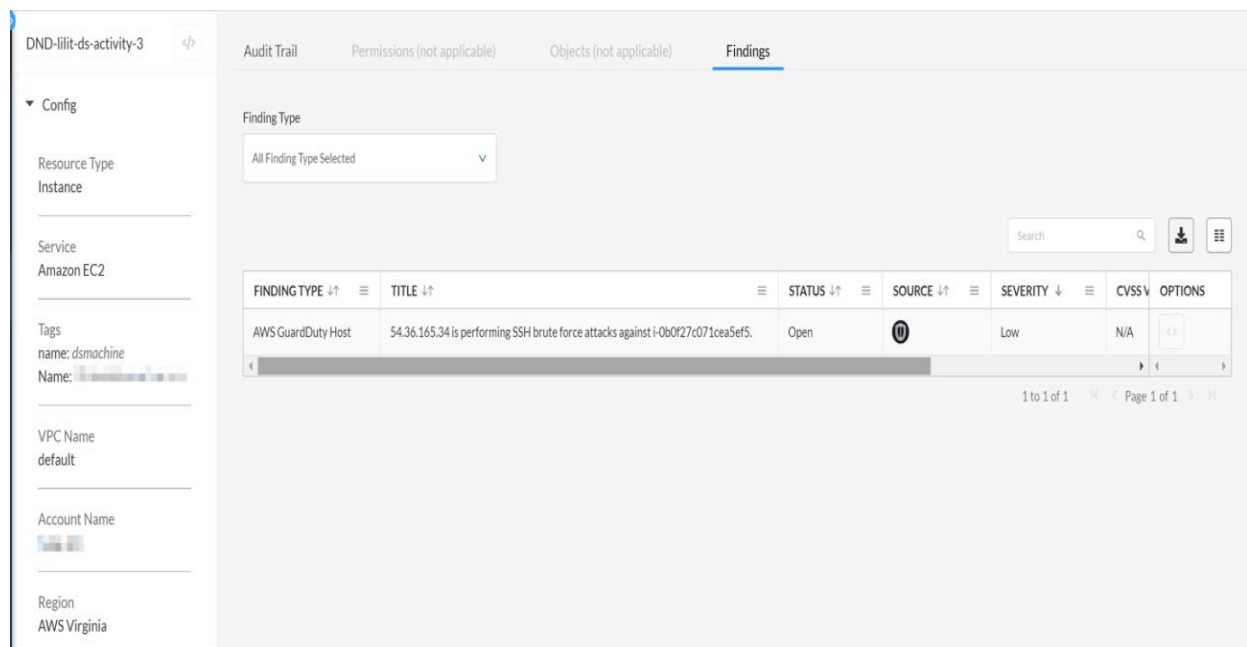 DND-lilit-ds-activity-3
Config
Resource Type
Instance
Service
Amazon EC2
Tags
name: dsmachine
Name:
VPC Name
default
Account Name
Region
AWS Virginia
Audit Trail Permissions (not applicable) Objects (not applicable) Findings
Finding Type
All Finding Type Selected
Search
FINDING TYPE TITLE STATUS SOURCE SEVERITY CVSS V OPTIONS
AWS GuardDuty Host 54.36.165.34 is performing SSH brute force attacks against i-0b0f27c071cea5ef5. Open Low N/A
1 to 1 of 1 Page 1 of 1